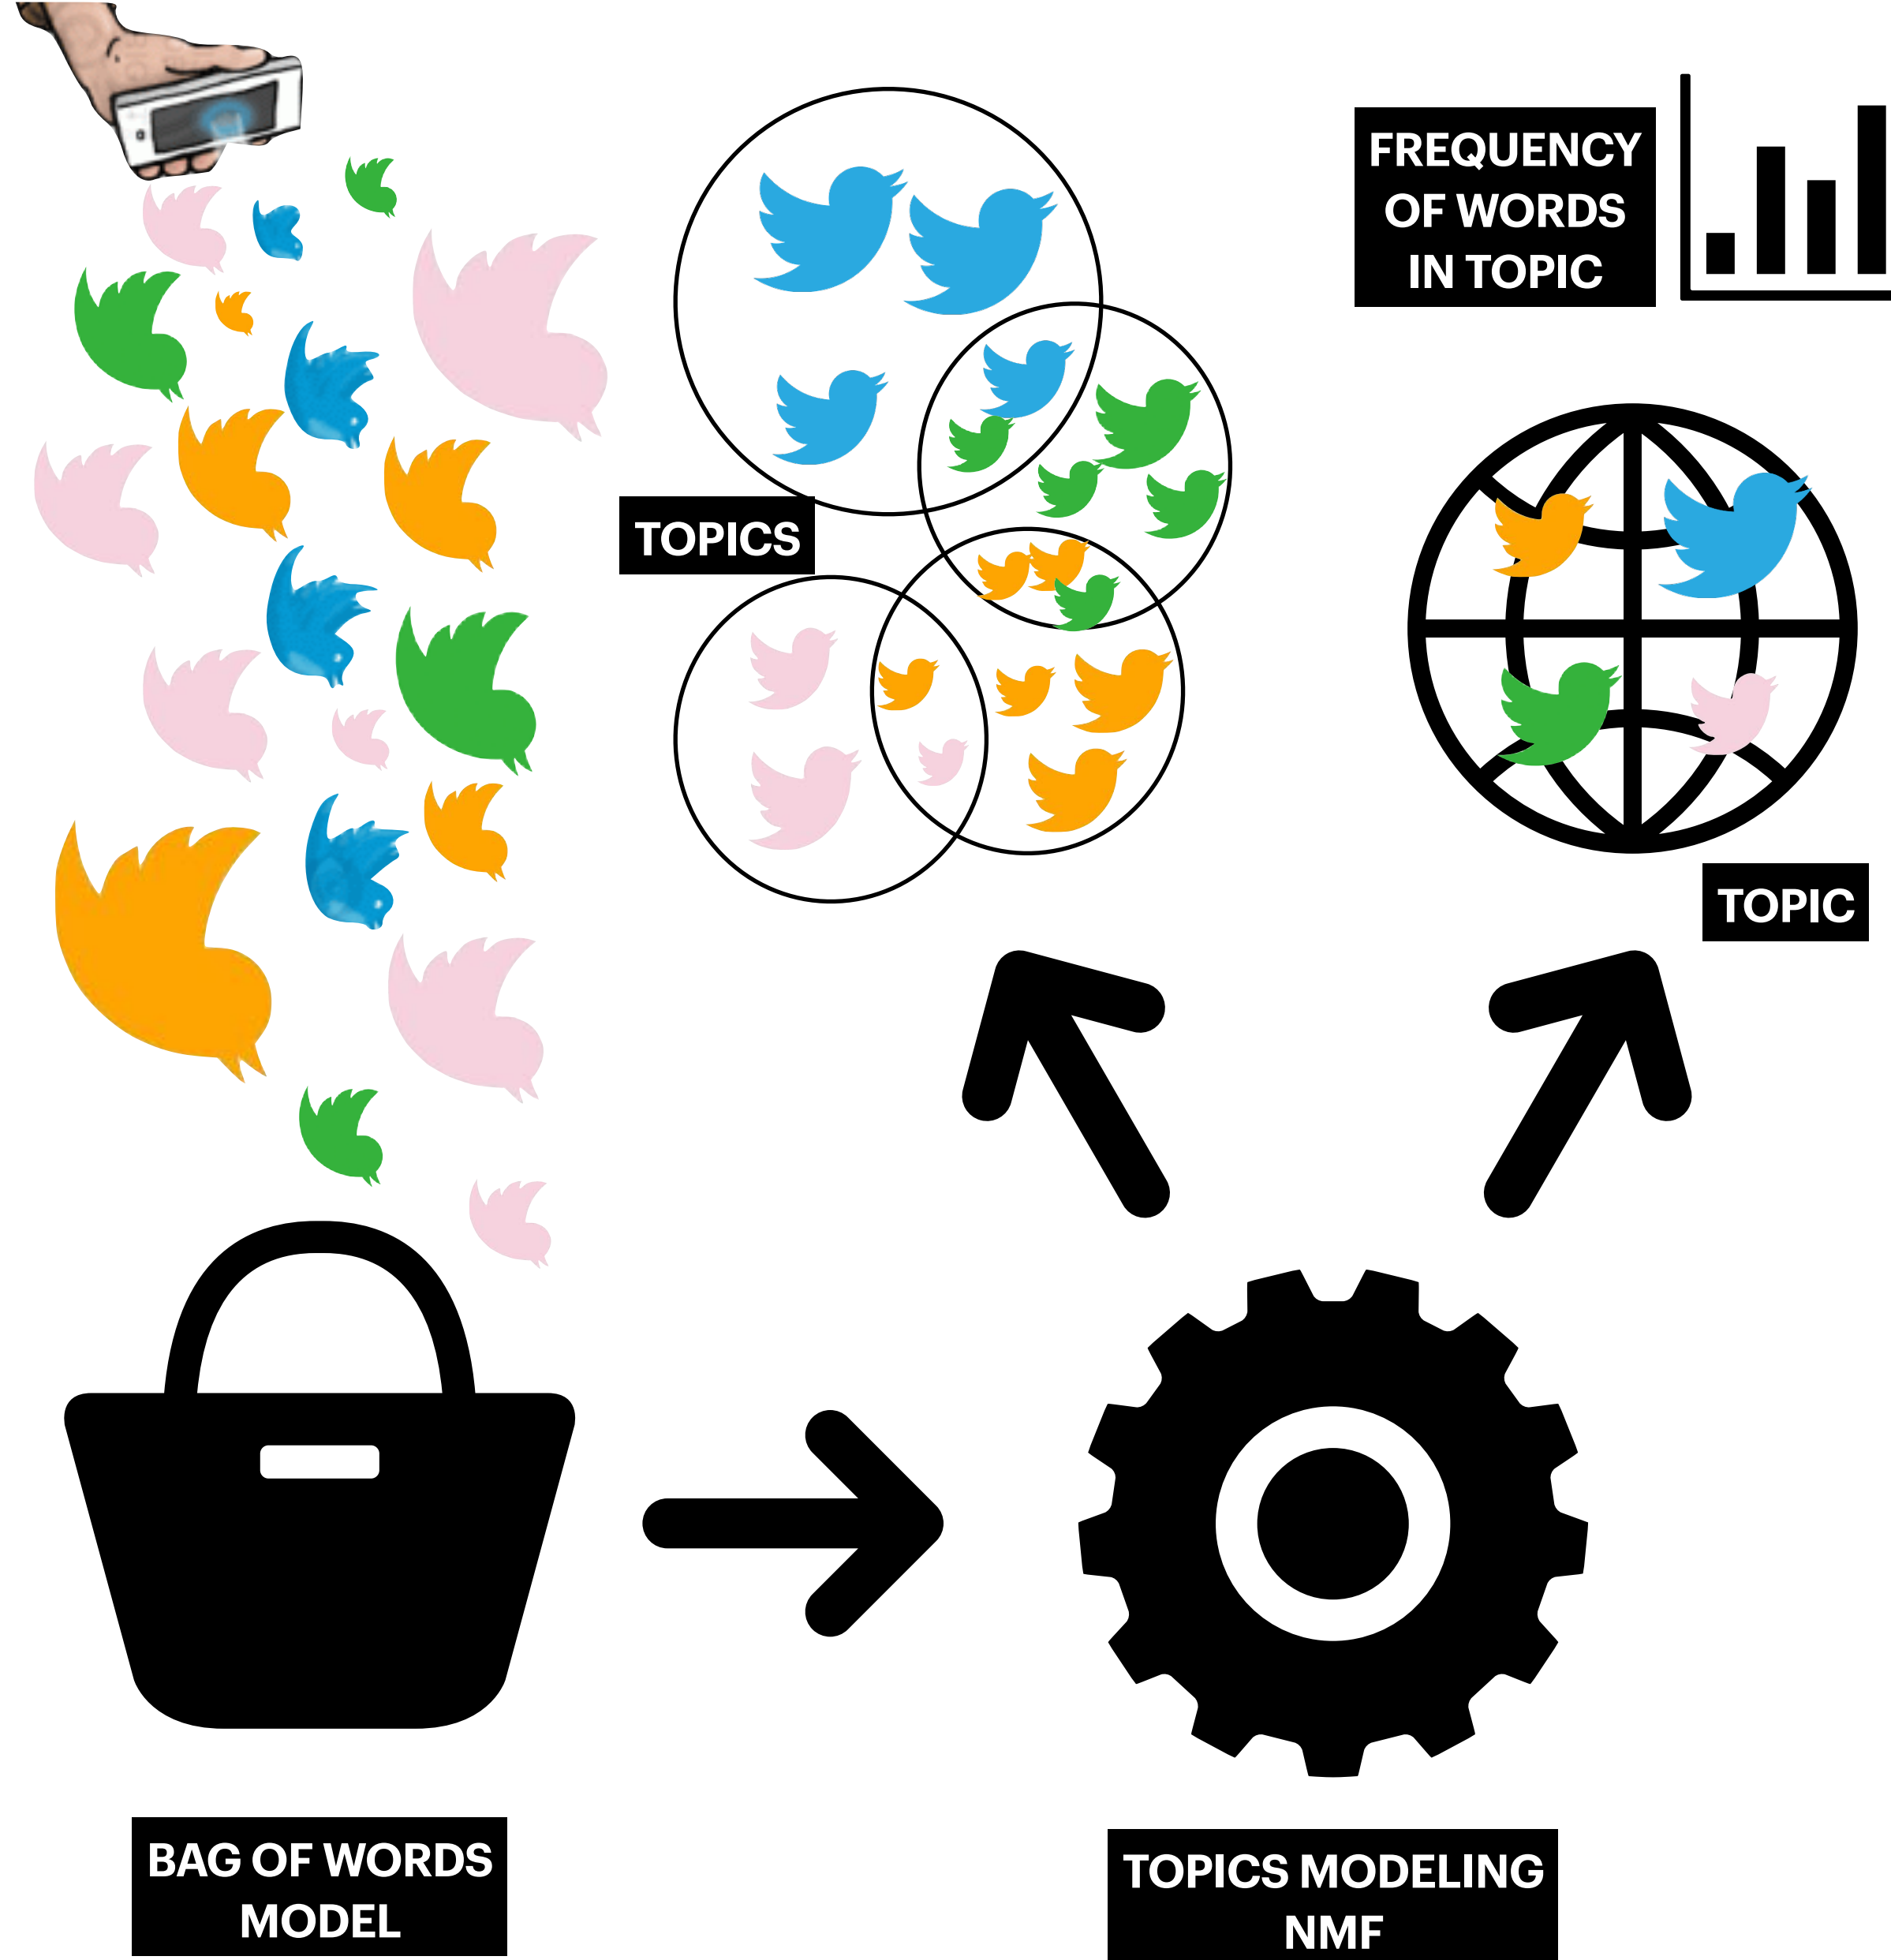 FREQUENCY
OF WORDS
IN TOPIC
TOPICS
TOPIC
BAG OF WORDS
MODEL
TOPICS MODELING
NMF